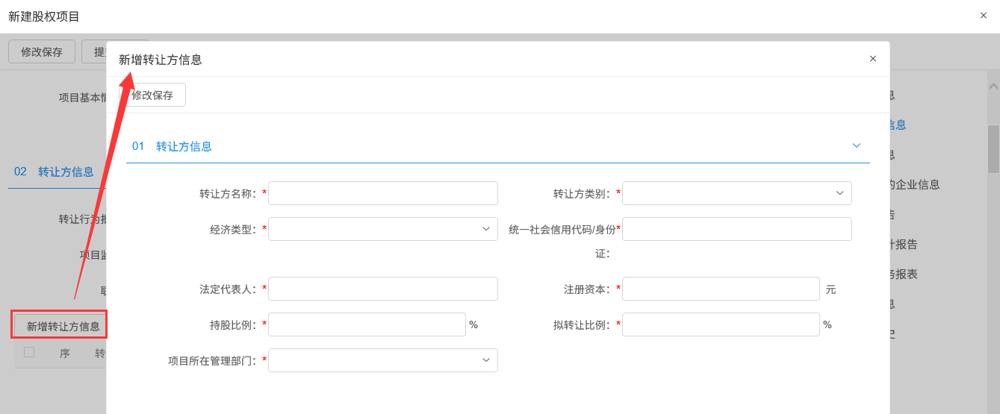 新建股权项目
×
修改保存
提
新增转让方信息
×
修改保存
项目基本情
息
信息
01 转让方信息
息
02 转让方信息
的企业信息
转让方名称：*
转让方类别：*
告
转让行为批
经济类型：*
统一社会信用代码/身份证：*
计报告
项目监
务报表
法定代表人：*
注册资本：*
元
联
息
持股比例：*
%
拟转让比例：*
%
新增转让方信息
史
序
转
项目所在管理部门：*